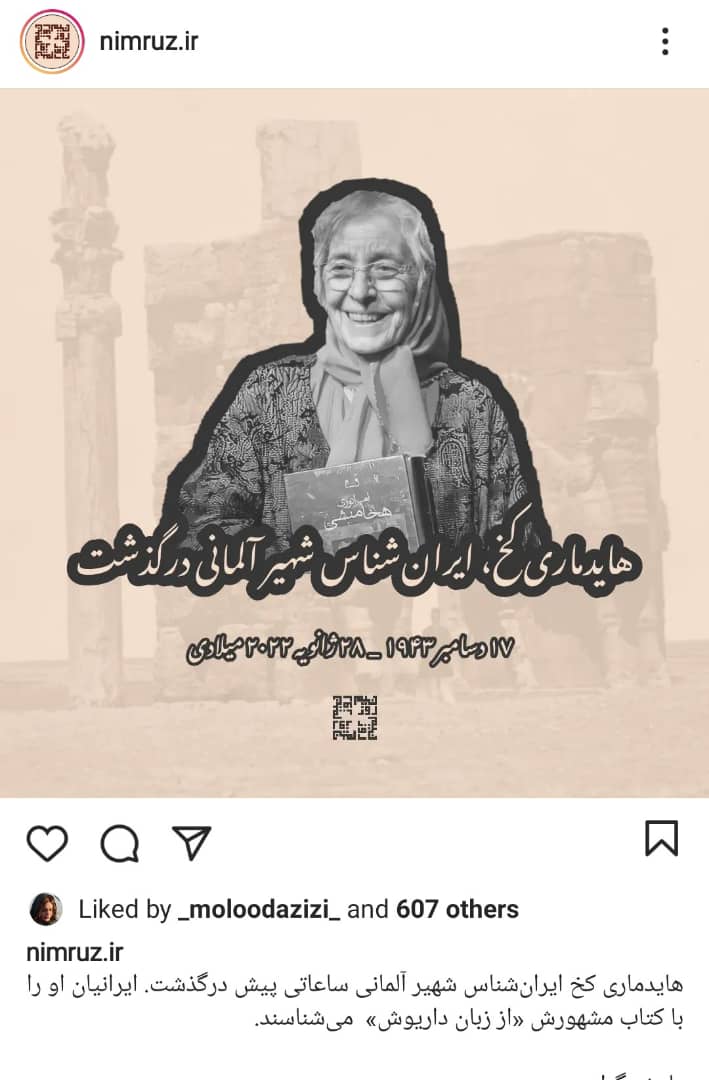 nimruz.ir
امپراتوری
هخامنشی
هایدماری کخ، ایران‌شناس شهیر آلمانی درگذشت
۱۷ دسامبر ۱۹۴۳ _ ۲۸ ژانویه ۲۰۲۲ میلادی
Liked by _moloodazizi_ and 607 others
nimruz.ir
هایدماری کخ ایران‌شناس شهیر آلمانی ساعاتی پیش درگذشت. ایرانیان او را
با کتاب مشهورش «از زبان داریوش» می‌شناسند.